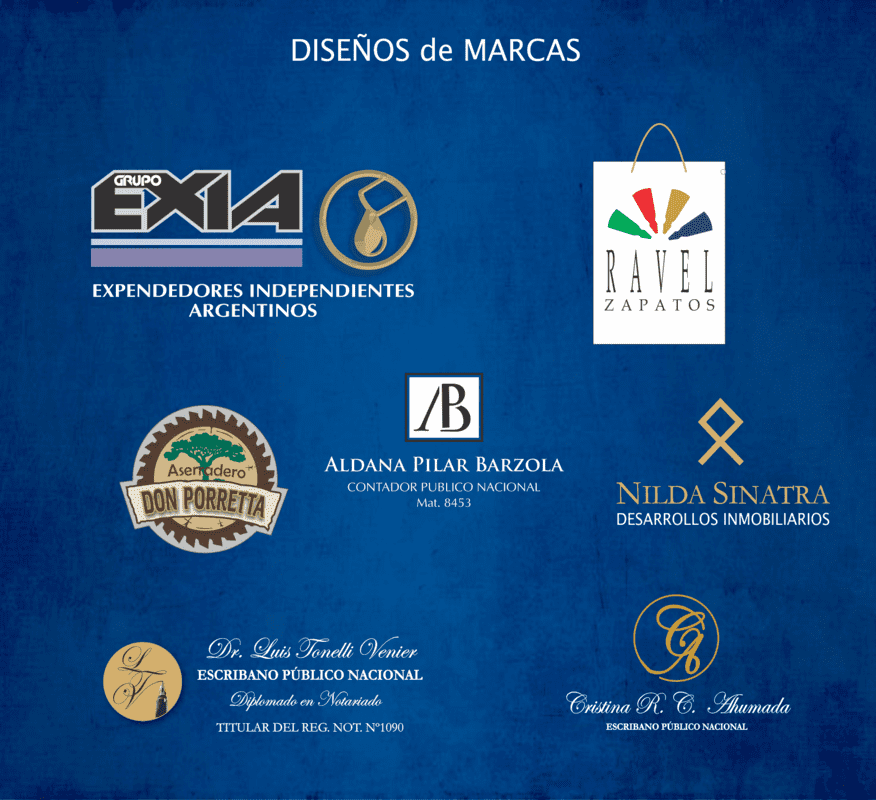 DISEÑOS de MARCAS
GRUPO
EXIA
EXPENDEDORES INDEPENDIENTES
ARGENTINOS
RAVEL
ZAPATOS
Aserradero
DON PORRETTA
AB
ALDANA PILAR BARZOLA
CONTADOR PUBLICO NACIONAL
Mat. 8453
NILDA SINATRA
DESARROLLOS INMOBILIARIOS
LTV
Dr. Luis Tonelli Venier
ESCRIBANO PÚBLICO NACIONAL
Diplomado en Notariado
TITULAR DEL REG. NOT. Nº1090
CA
Cristina R. C. Ahumada
ESCRIBANO PÚBLICO NACIONAL